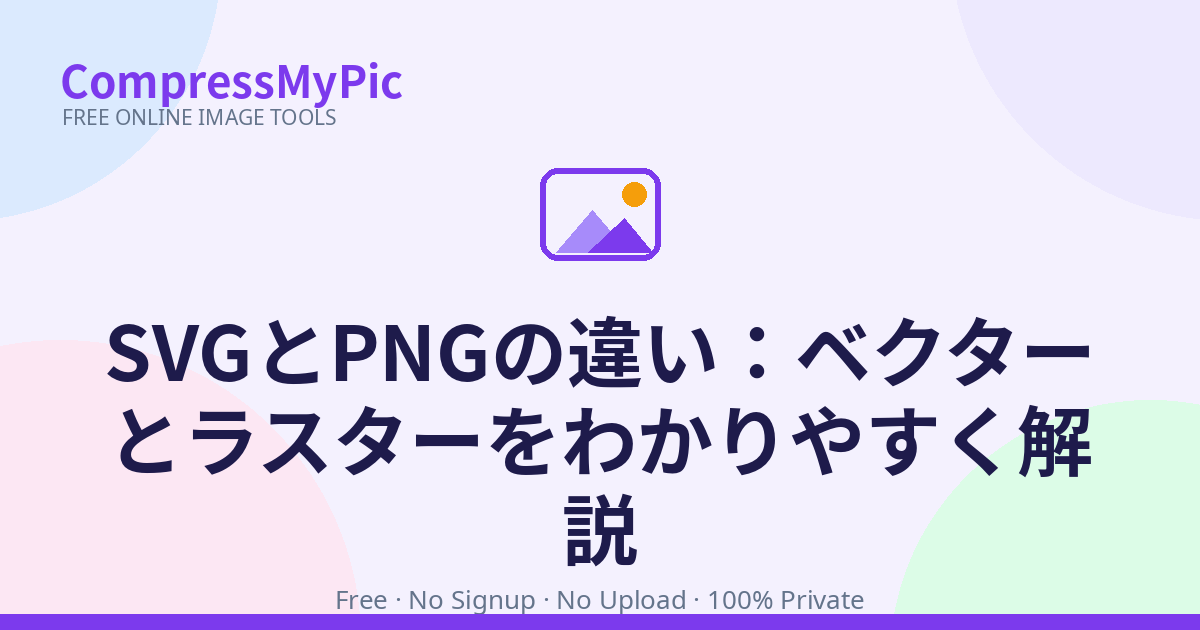 CompressMyPic
FREE ONLINE IMAGE TOOLS
SVGとPNGの違い：ベクター
とラスターをわかりやすく解
説
Free · No Signup · No Upload · 100% Private